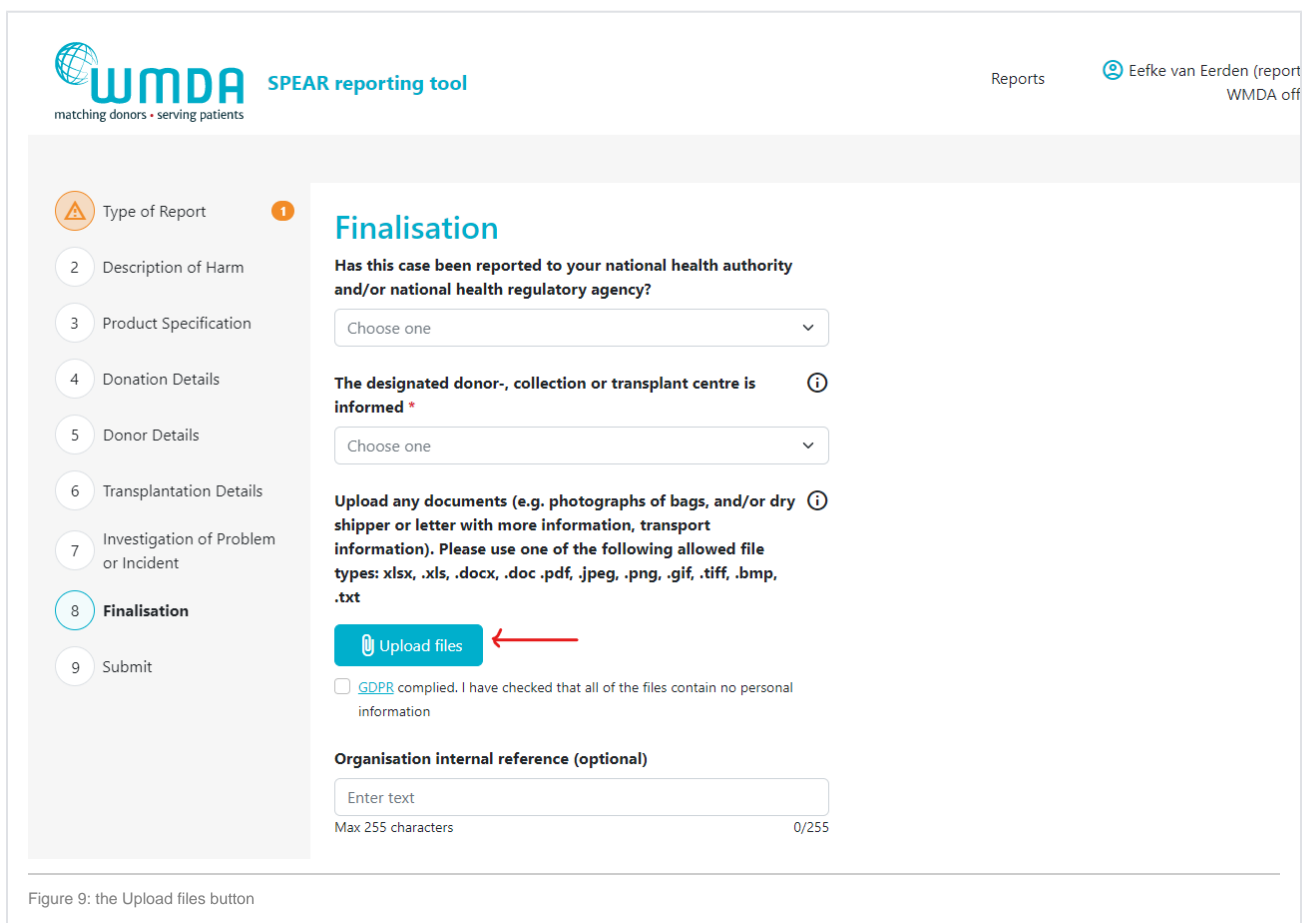 WMDA
matching donors • serving patients
SPEAR reporting tool
Reports
Eefke van Eerden (report
WMDA off
Type of Report
1
2 Description of Harm
3 Product Specification
4 Donation Details
5 Donor Details
6 Transplantation Details
7 Investigation of Problem
or Incident
8 Finalisation
9 Submit
Finalisation
Has this case been reported to your national health authority
and/or national health regulatory agency?
Choose one
The designated donor-, collection or transplant centre is
informed *
Choose one
Upload any documents (e.g. photographs of bags, and/or dry
shipper or letter with more information, transport
information). Please use one of the following allowed file
types: xlsx, .xls, .docx, .doc .pdf, .jpeg, .png, .gif, .tiff, .bmp,
.txt
Upload files
GDPR complied. I have checked that all of the files contain no personal
information
Organisation internal reference (optional)
Enter text
Max 255 characters
0/255
Figure 9: the Upload files button